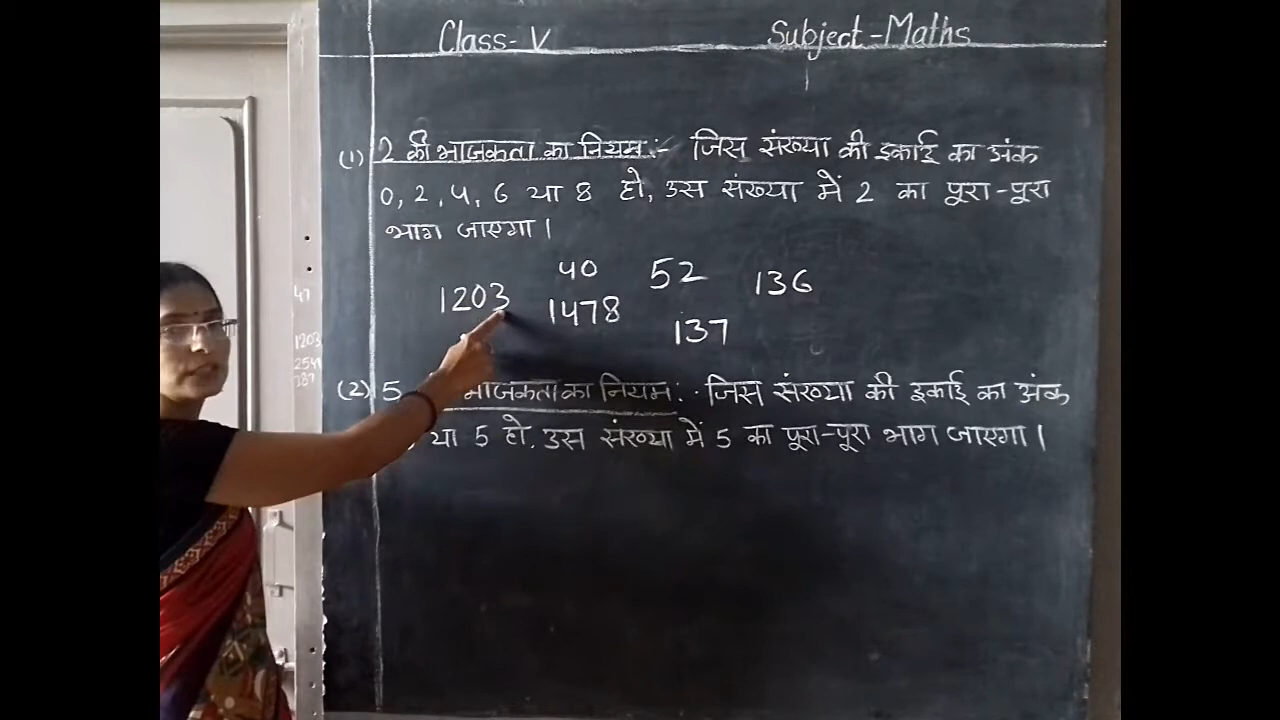 Class- V Subject-Maths
(1) 2 की भाजकता का नियम:- जिस संख्या की इकाई का अंक
0, 2, 4, 6 या 8 हो, उस संख्या में 2 का पूरा-पूरा
भाग जाएगा।
40 52 136
1203 1478 137
47
1203
387
(2) 5 भाजकता का नियम: जिस संख्या की इकाई का अंक
या 5 हो, उस संख्या में 5 का पूरा-पूरा भाग जाएगा।